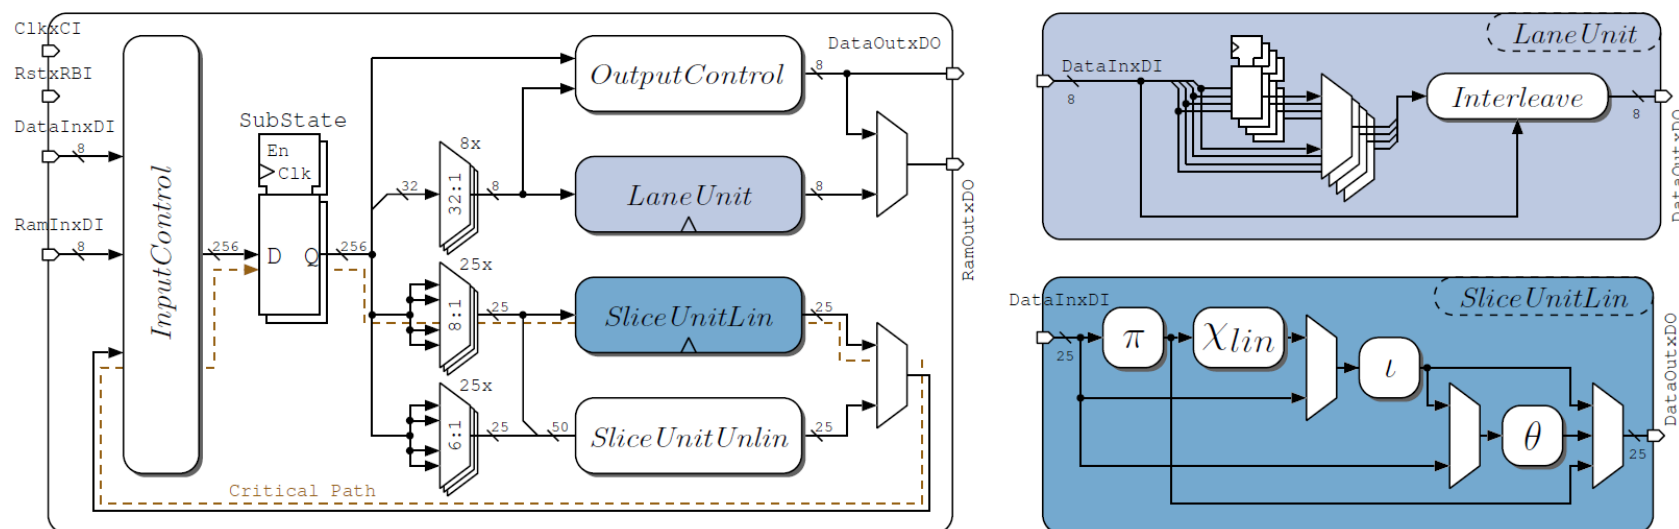 ClkxCI
RstxRBI
DataInxDI
8
RamInxDI
8
InputControl
256
SubState
En
Clk
D Q
256
32
8x
32:1
8
25x
8:1
25
25x
6:1
25
50
OutputControl
8
DataOutxDO
LaneUnit
8
RamOutxDO
SliceUnitLin
25
SliceUnitUnlin
25
Critical Path
LaneUnit
DataInxDI
8
Interleave
8
DataOutxDO
SliceUnitLin
DataInxDI
25
π
χlin
ι
θ
25
DataOutxDO